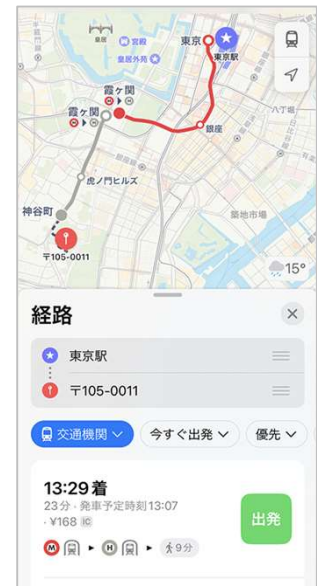 皇居
宮殿
皇居外苑
東京
東京駅
霞ケ関
H ▸ M
霞ケ関
M ▸ H
銀座
八丁堀
虎ノ門ヒルズ
神谷町
築地市場
〒105-0011
15°
経路
東京駅
〒105-0011
交通機関
今すぐ出発
優先
13:29着
23分 · 発車予定時刻13:07
· ¥168 IC
出発
M ▸ H ▸ 9分